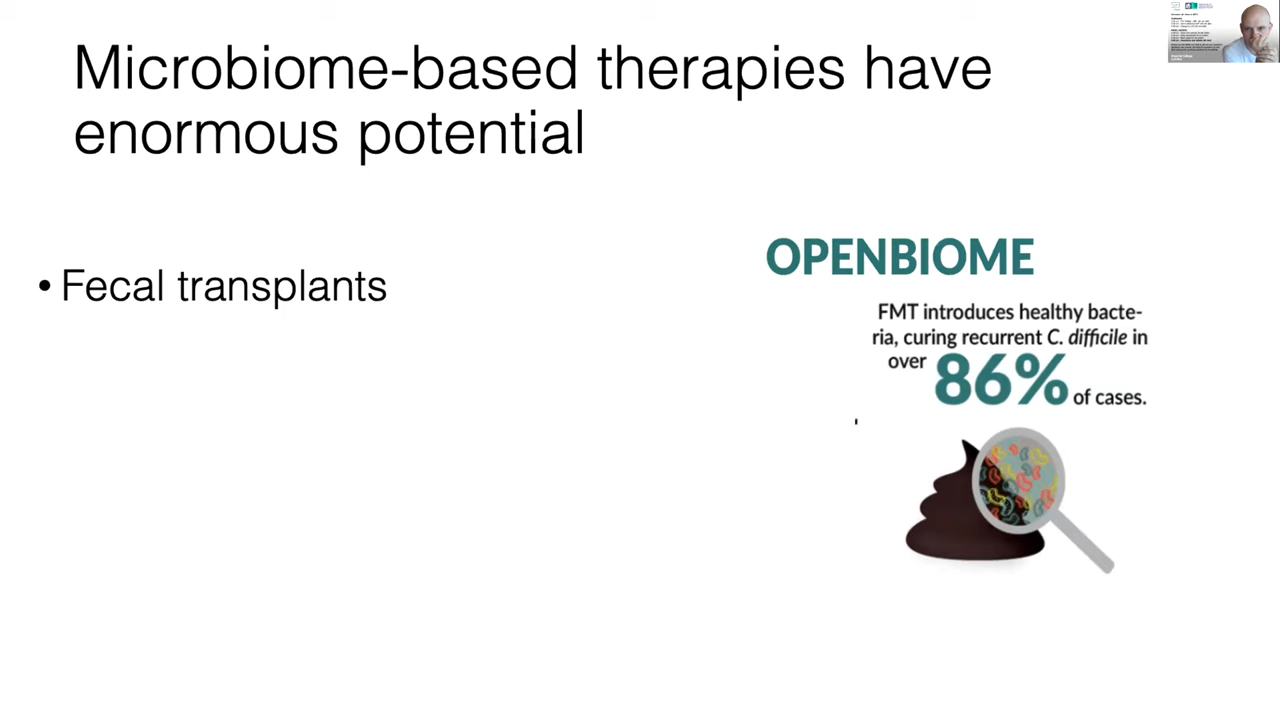 Microbiome-based therapies have
enormous potential
• Fecal transplants
OPENBIOME
FMT introduces healthy bacte-
ria, curing recurrent C. difficile in
over 86% of cases.